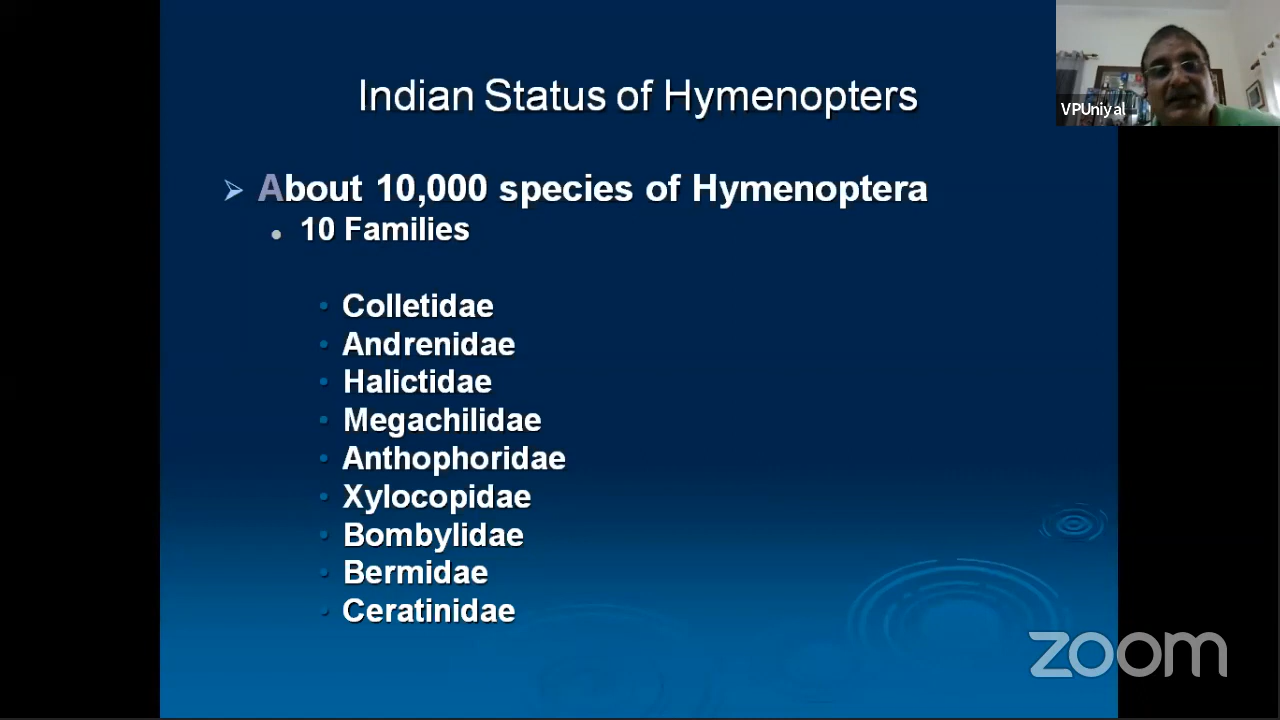 Indian Status of Hymenopters
VPUniyal
About 10,000 species of Hymenoptera
10 Families
Colletidae
Andrenidae
Halictidae
Megachilidae
Anthophoridae
Xylocopidae
Bombylidae
Bermidae
Ceratinidae
zoom